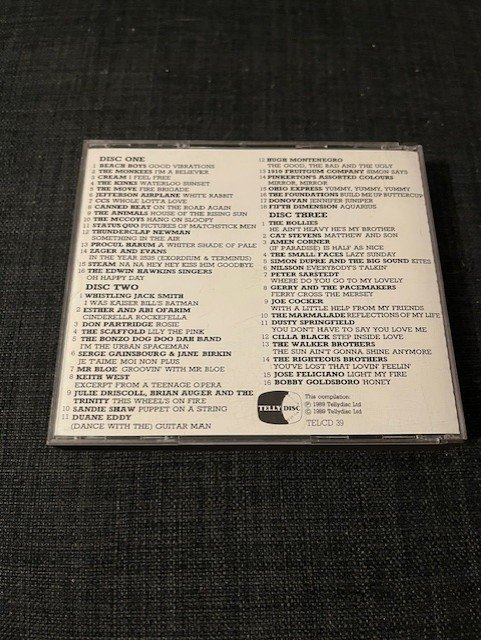 DISC ONE
1 BEACH BOYS GOOD VIBRATIONS
2 THE MONKEES I'M A BELIEVER
3 CREAM I FEEL FREE
4 THE KINKS WATERLOO SUNSET
5 THE MOVE FIRE BRIGADE
6 JEFFERSON AIRPLANE WHITE RABBIT
7 CCS WHOLE LOTTA LOVE
8 CANNED HEAT ON THE ROAD AGAIN
9 THE ANIMALS HOUSE OF THE RISING SUN
10 THE MCCOYS HANG ON SLOOPY
11 STATUS QUO PICTURES OF MATCHSTICK MEN
12 THUNDERCLAP NEWMAN
SOMETHING IN THE AIR
13 PROCUL HARUM A WHITER SHADE OF PALE
14 ZAGER AND EVANS
IN THE YEAR 2525 (EXORDIUM & TERMINUS)
15 STEAM NA NA HEY HEY KISS HIM GOODBYE
16 THE EDWIN HAWKINS SINGERS
OH HAPPY DAY
DISC TWO
1 WHISTLING JACK SMITH
I WAS KAISER BILL'S BATMAN
2 ESTHER AND ABI OFARIM
CINDERELLA ROCKEFELLA
3 DON PARTRIDGE ROSIE
4 THE SCAFFOLD LILY THE PINK
5 THE BONZO DOG DOO DAH BAND
I'M THE URBAN SPACEMAN
6 SERGE GAINSBOURG & JANE BIRKIN
JE T'AIME MOI NON PLUS
7 MR BLOE GROOVIN' WITH MR BLOE
8 KEITH WEST
EXCERPT FROM A TEENAGE OPERA
9 JULIE DRISCOLL, BRIAN AUGER AND THE
TRINITY THIS WHEELS ON FIRE
10 SANDIE SHAW PUPPET ON A STRING
11 DUANE EDDY
(DANCE WITH THE) GUITAR MAN
12 HUGH MONTENEGRO
THE GOOD, THE BAD AND THE UGLY
13 1910 FRUITGUM COMPANY SIMON SAYS
14 PINKERTON'S ASSORTED COLOURS
MIRROR, MIRROR
15 OHIO EXPRESS YUMMY, YUMMY, YUMMY
16 THE FOUNDATIONS BUILD ME UP BUTTERCUP
17 DONOVAN JENNIFER JUNIPER
18 FIFTH DIMENSION AQUARIUS
DISC THREE
1 THE HOLLIES
HE AIN'T HEAVY HE'S MY BROTHER
2 CAT STEVENS MATTHEW AND SON
3 AMEN CORNER
(IF PARADISE) IS HALF AS NICE
4 THE SMALL FACES LAZY SUNDAY
5 SIMON DUPRE AND THE BIG SOUND KITES
6 NILSSON EVERYBODY'S TALKIN'
7 PETER SARSTEDT
WHERE DO YOU GO TO MY LOVELY
8 GERRY AND THE PACEMAKERS
FERRY CROSS THE MERSEY
9 JOE COCKER
WITH A LITTLE HELP FROM MY FRIENDS
10 THE MARMALADE REFLECTIONS OF MY LIFE
11 DUSTY SPRINGFIELD
YOU DON'T HAVE TO SAY YOU LOVE ME
12 CILLA BLACK STEP INSIDE LOVE
13 THE WALKER BROTHERS
THE SUN AIN'T GONNA SHINE ANYMORE
14 THE RIGHTEOUS BROTHERS
YOU'VE LOST THAT LOVIN' FEELIN'
15 JOSE FELICIANO LIGHT MY FIRE
16 BOBBY GOLDSBORO HONEY
TELLY DISC
This compilation:
℗ 1989 Tellydisc Ltd
© 1989 Tellydisc Ltd
TELCD 39